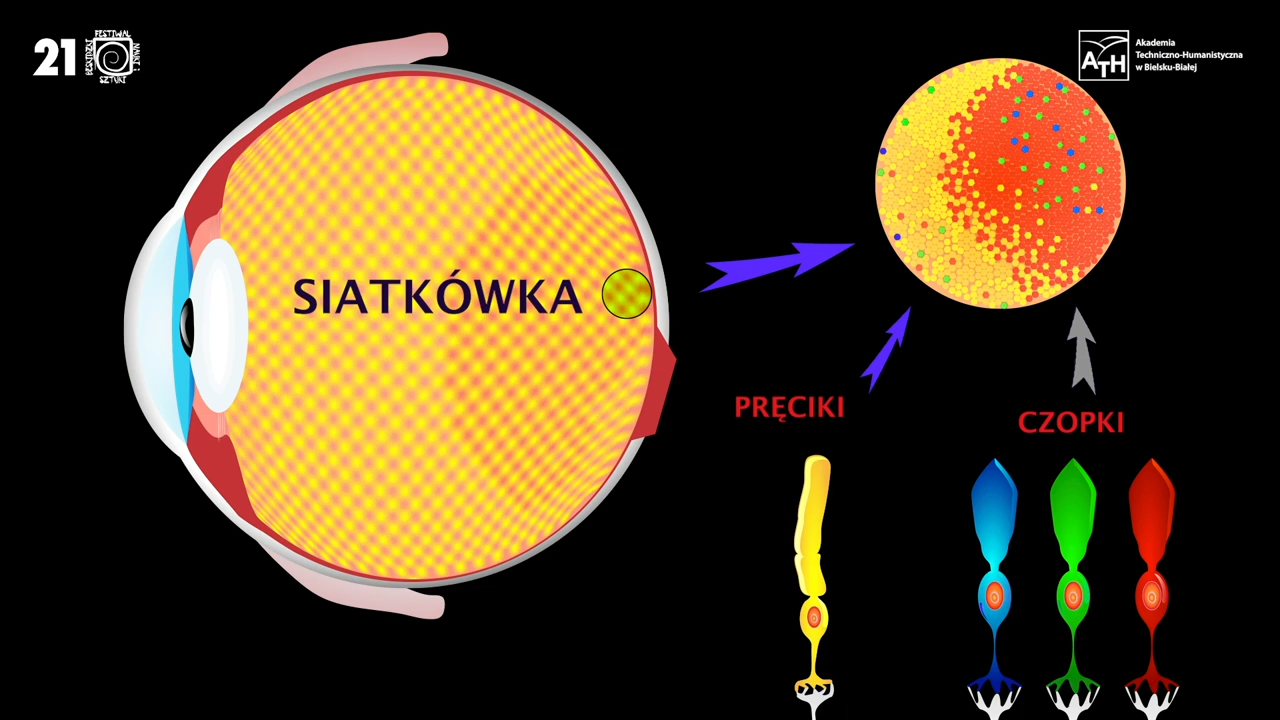 21
FESTIWAL
NAUKI i
SZTUKI
BESKIDZKI
ATH
Akademia
Techniczno-Humanistyczna
w Bielsku-Białej
SIATKÓWKA
PRĘCIKI
CZOPKI